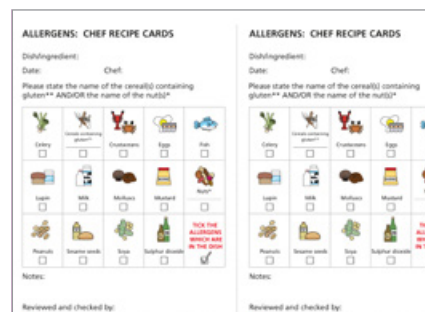 ALLERGENS: CHEF RECIPE CARDS
Dish/ingredient:
Date: Chef:
Please state the name of the cereal(s) containing
gluten** AND/OR the name of the nut(s)*
Celery
Cereals containing
gluten**
Crustaceans
Eggs
Fish
Lupin
Milk
Molluscs
Mustard
Nuts*
Peanuts
Sesame seeds
Soya
Sulphur dioxide
TICK THE
ALLERGENS
WHICH ARE
IN THE DISH
Notes:
Reviewed and checked by:
ALLERGENS: CHEF RECIPE CARDS
Dish/ingredient:
Date: Chef:
Please state the name of the cereal(s) containing
gluten** AND/OR the name of the nut(s)*
Celery
Cereals containing
gluten**
Crustaceans
Eggs
Lupin
Milk
Molluscs
Mustard
Peanuts
Sesame seeds
Soya
Sulphur dioxide
Notes:
Reviewed and checked by: